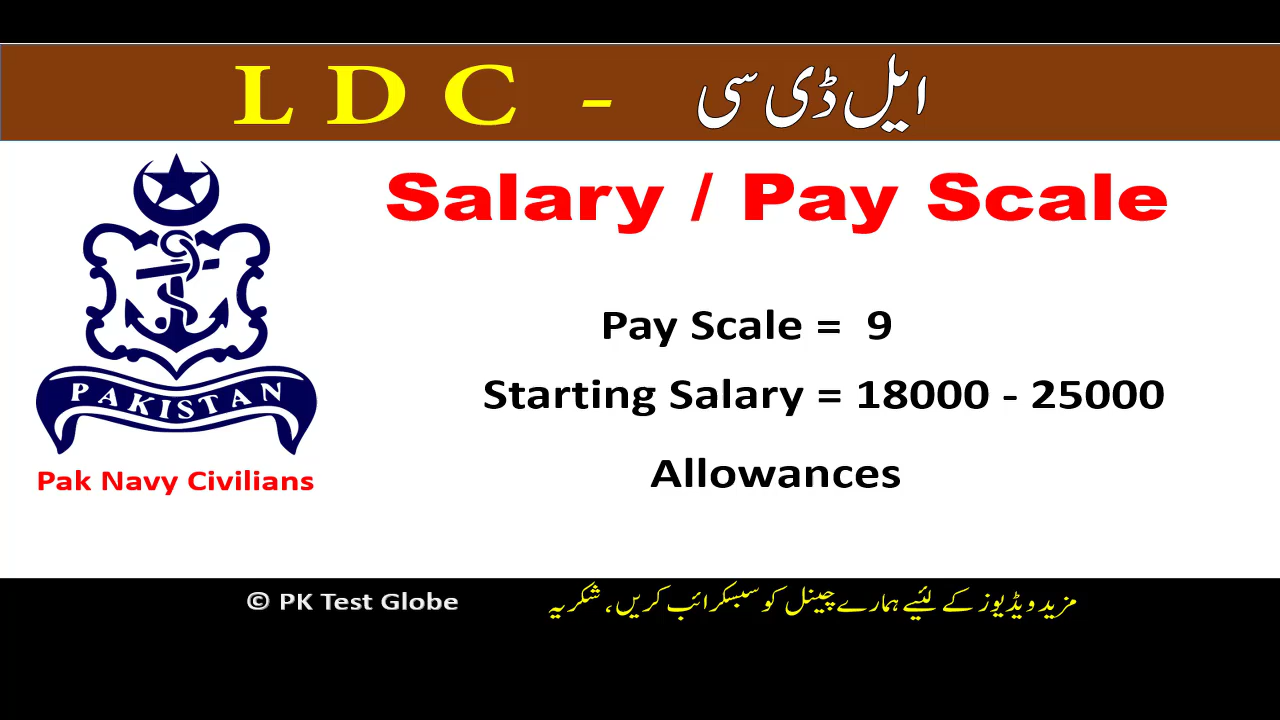 L D C - ایل ڈی سی
Salary / Pay Scale
Pay Scale = 9
Starting Salary = 18000 - 25000
Allowances
PAKISTAN
Pak Navy Civilians
© PK Test Globe مزید ویڈیوز کے لئیے ہمارے چینل کو سبسکرائب کریں ، شکریہ